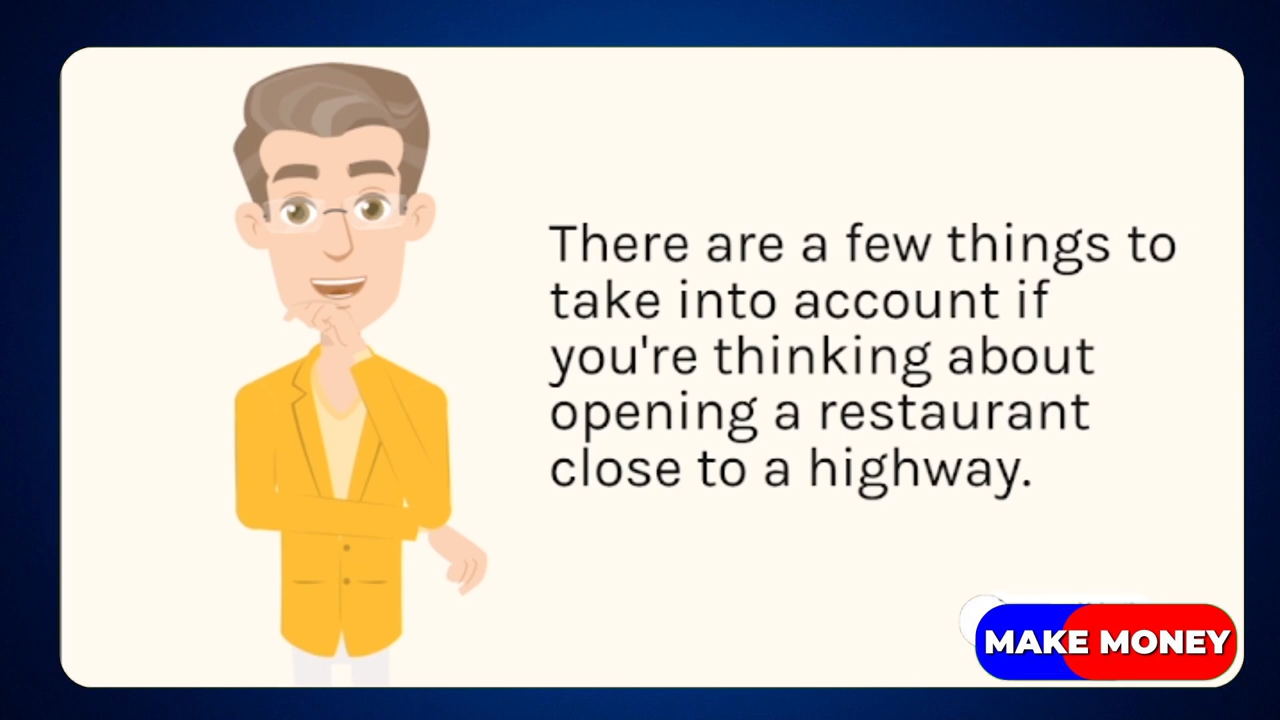 There are a few things to
take into account if
you're thinking about
opening a restaurant
close to a highway.
MAKE MONEY